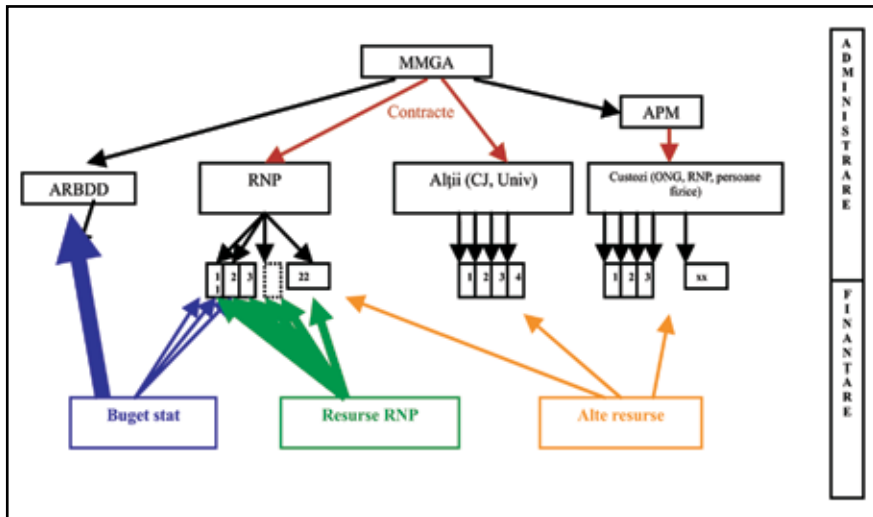 MMGA
Contracte
APM
ARBDD
RNP
Alții (CJ, Univ)
Custozi (ONG, RNP, persoane
fizice)
1 2 3 22
1
1 2 3 4
1 2 3 xx
Buget stat
Resurse RNP
Alte resurse
ADMINISTRARE
FINANȚARE